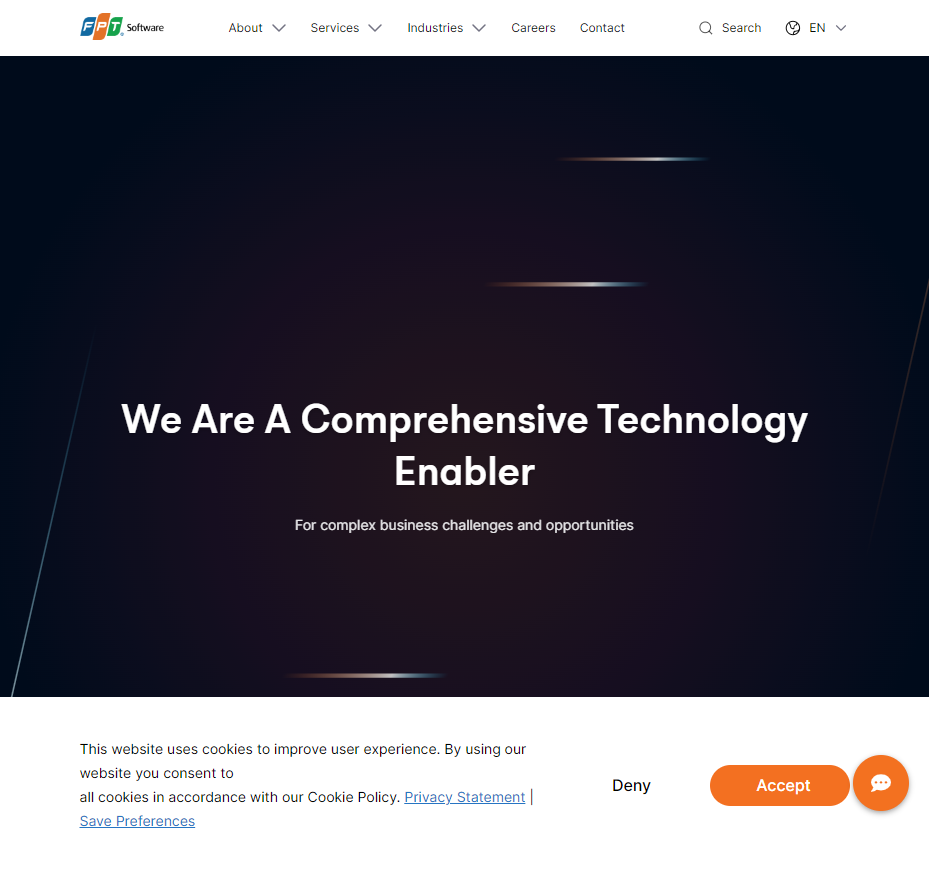 FPT Software
About
Services
Industries
Careers
Contact
Search
EN
We Are A Comprehensive Technology
Enabler
For complex business challenges and opportunities
This website uses cookies to improve user experience. By using our
website you consent to
all cookies in accordance with our Cookie Policy. Privacy Statement |
Save Preferences
Deny
Accept